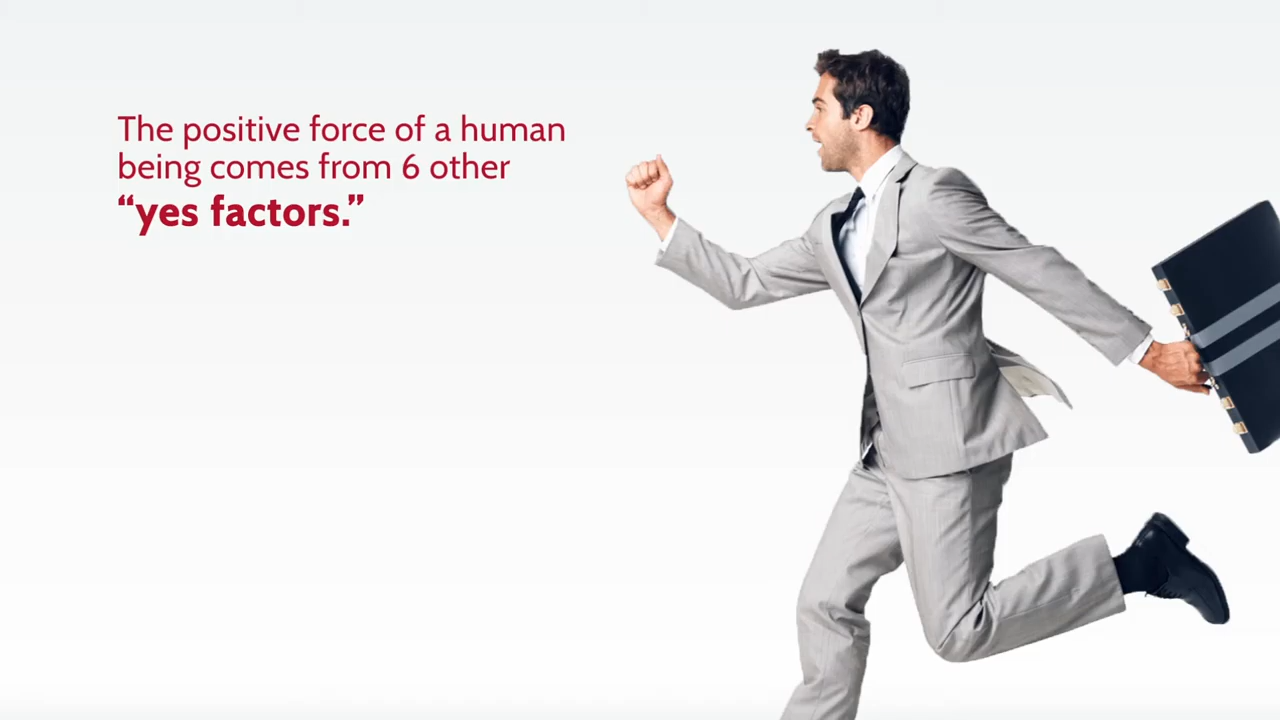 The positive force of a human
being comes from 6 other
“yes factors.”